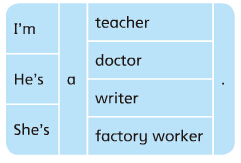 I'm
He's
She's
a
teacher
doctor
writer
factory worker
.